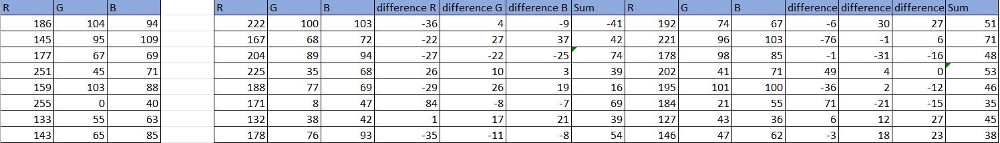 R G B R G B difference R difference G difference B Sum R G B difference difference difference Sum
186 104 94 222 100 103 -36 4 -9 -41 192 74 67 -6 30 27 51
145 95 109 167 68 72 -22 27 37 42 221 96 103 -76 -1 6 71
177 67 69 204 89 94 -27 -22 -25 74 178 98 85 -1 -31 -16 48
251 45 71 225 35 68 26 10 3 39 202 41 71 49 4 0 53
159 103 88 188 77 69 -29 26 19 16 195 101 100 -36 2 -12 46
255 0 40 171 8 47 84 -8 -7 69 184 21 55 71 -21 -15 35
133 55 63 132 38 42 1 17 21 39 127 43 36 6 12 27 45
143 65 85 178 76 93 -35 -11 -8 54 146 47 62 -3 18 23 38